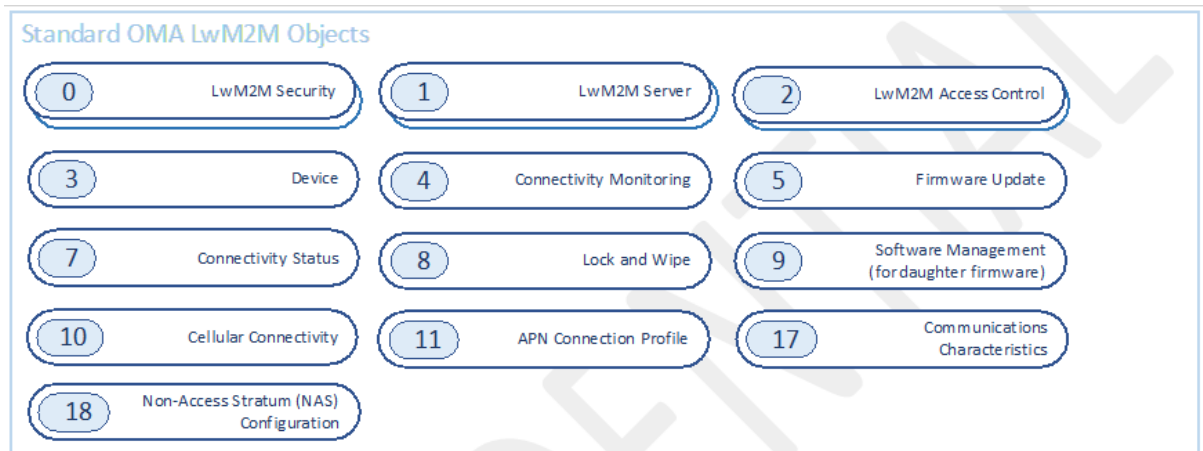 Standard OMA LwM2M Objects
0 LwM2M Security
1 LwM2M Server
2 LwM2M Access Control
3 Device
4 Connectivity Monitoring
5 Firmware Update
7 Connectivity Status
8 Lock and Wipe
9 Software Management
(for daughter firmware)
10 Cellular Connectivity
11 APN Connection Profile
17 Communications
Characteristics
18 Non-Access Stratum (NAS)
Configuration